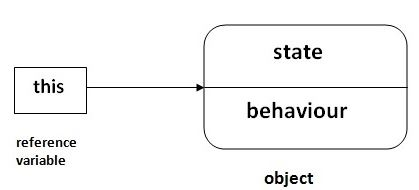 state
this
behaviour
reference
variable
object